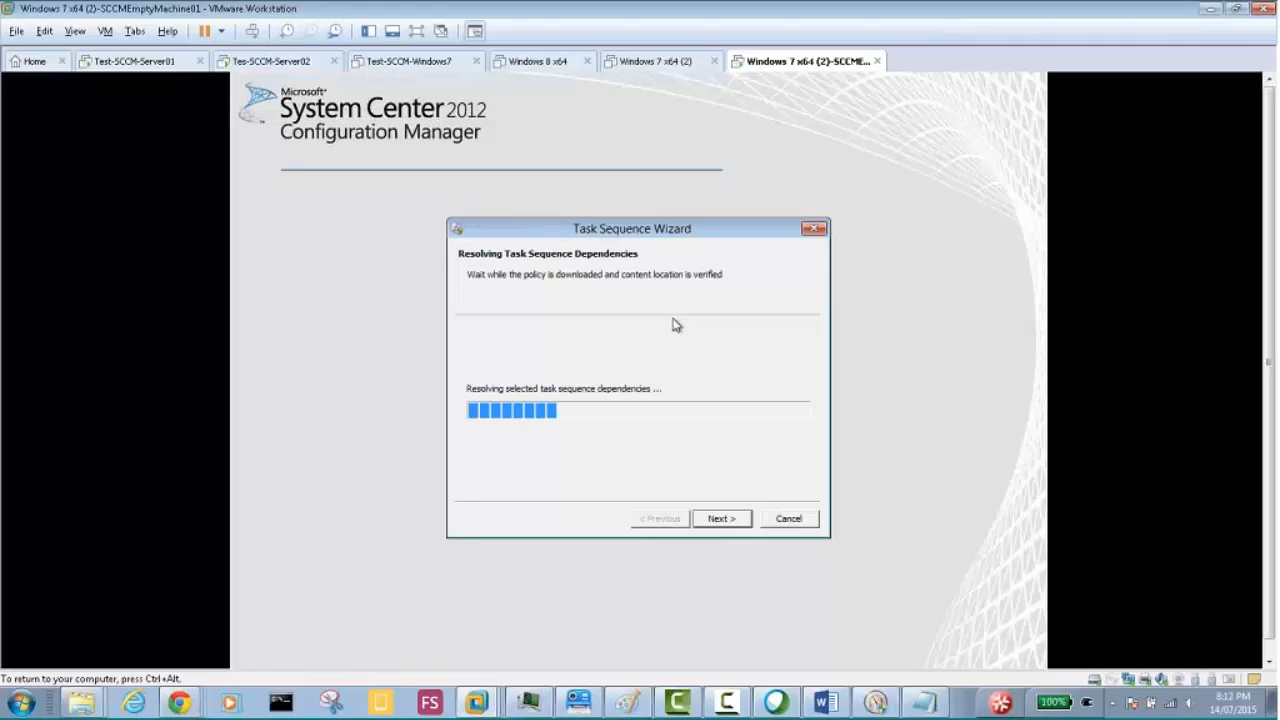 Windows 7 x64 (2)-SCCMEmptyMachine01 - VMware Workstation
File Edit View VM Tabs Help
Home Test-SCCM-Server01 Tes-SCCM-Server02 Test-SCCM-Windows7 Windows 8 x64 Windows 7 x64 (2) Windows 7 x64 (2)-SCCME...
Microsoft
System Center 2012
Configuration Manager
Task Sequence Wizard
Resolving Task Sequence Dependencies
Wait while the policy is downloaded and content location is verified
Resolving selected task sequence dependencies ...
< Previous Next > Cancel
To return to your computer, press Ctrl+Alt.
FS
100%
8:12 PM
14/07/2015